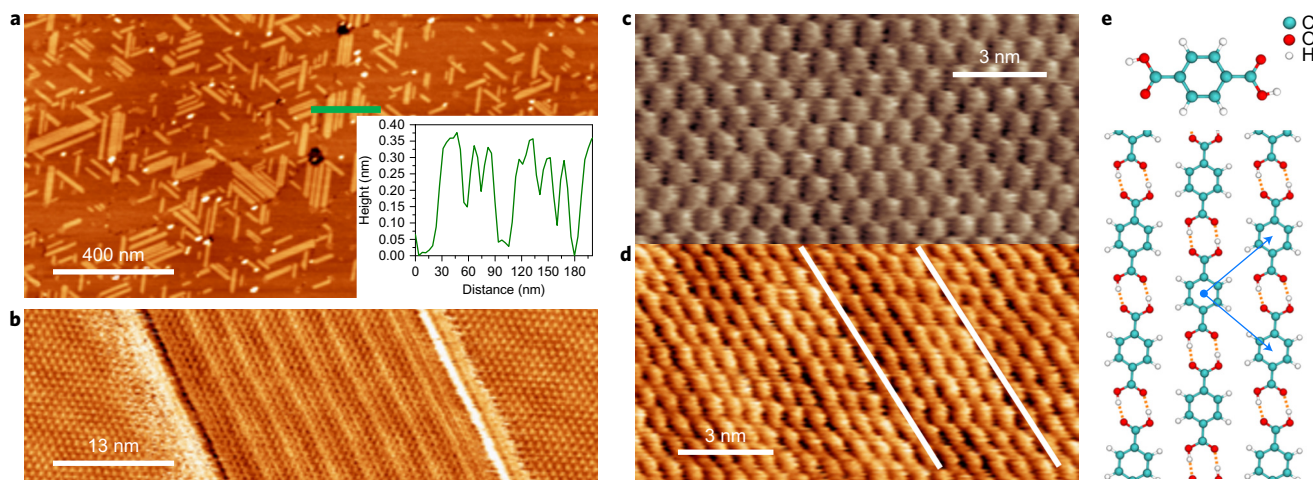 a
400 nm
Height (nm)
0.40
0.35
0.30
0.25
0.20
0.15
0.10
0.05
0.00
0 30 60 90 120 150 180
Distance (nm)
b
13 nm
c
3 nm
d
3 nm
e
O
H